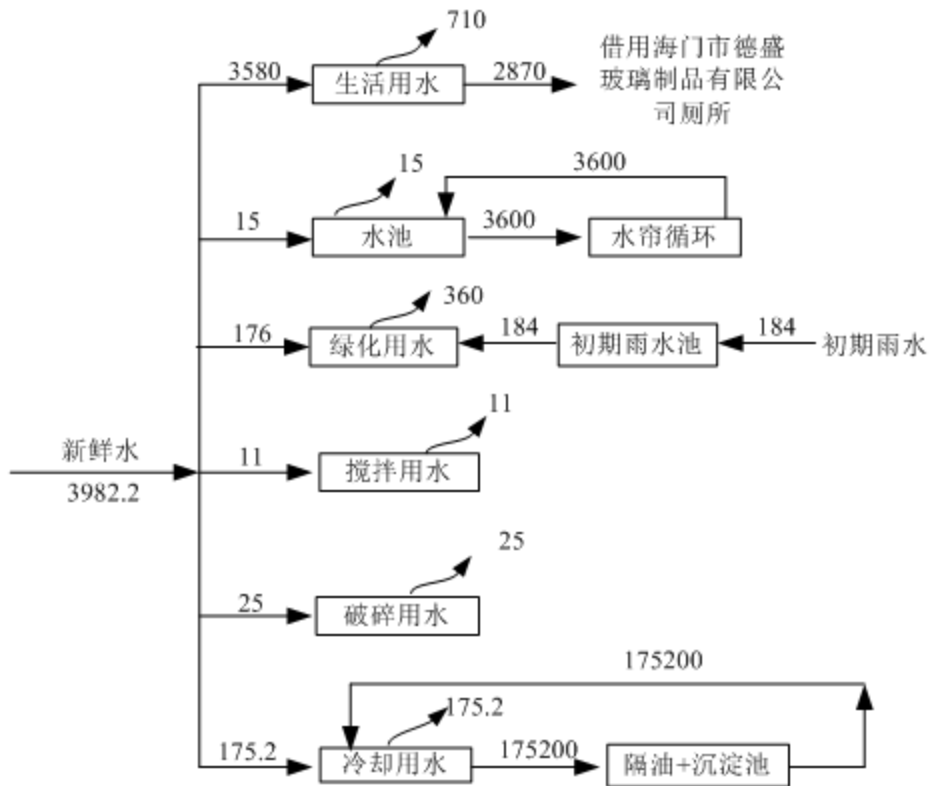 710
3580
生活用水
2870
借用海门市德盛
玻璃制品有限公
司厕所
15
3600
15
水池
3600
水帘循环
360
176
绿化用水
184
初期雨水池
184
初期雨水
11
新鲜水
3982.2
11
搅拌用水
25
25
破碎用水
175200
175.2
175.2
冷却用水
175200
隔油+沉淀池